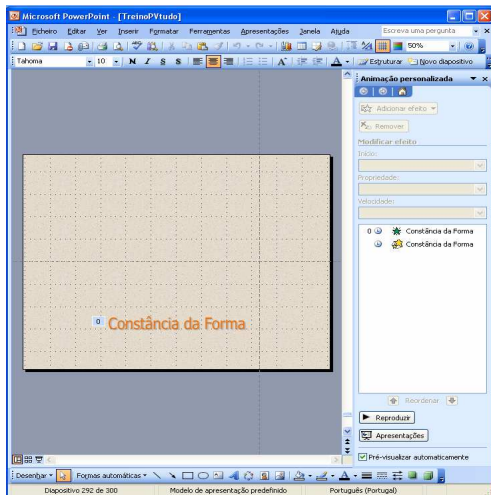 Microsoft PowerPoint - [TreinoPVtudo]
Ficheiro Editar Ver Inserir Formatar Ferramentas Apresentações Janela Ajuda Escreva uma pergunta
50%
Tahoma 10 N I S S A A Estruturar Novo diapositivo
Animação personalizada
Adicionar efeito
Remover
Modificar efeito
Início:
Propriedade:
Velocidade:
0 Constância da Forma
Constância da Forma
0 Constância da Forma
Reordenar
Reproduzir
Apresentações
Pré-visualizar automaticamente
Desenhar Formas automáticas A
Diapositivo 292 de 300 Modelo de apresentação predefinido Português (Portugal)